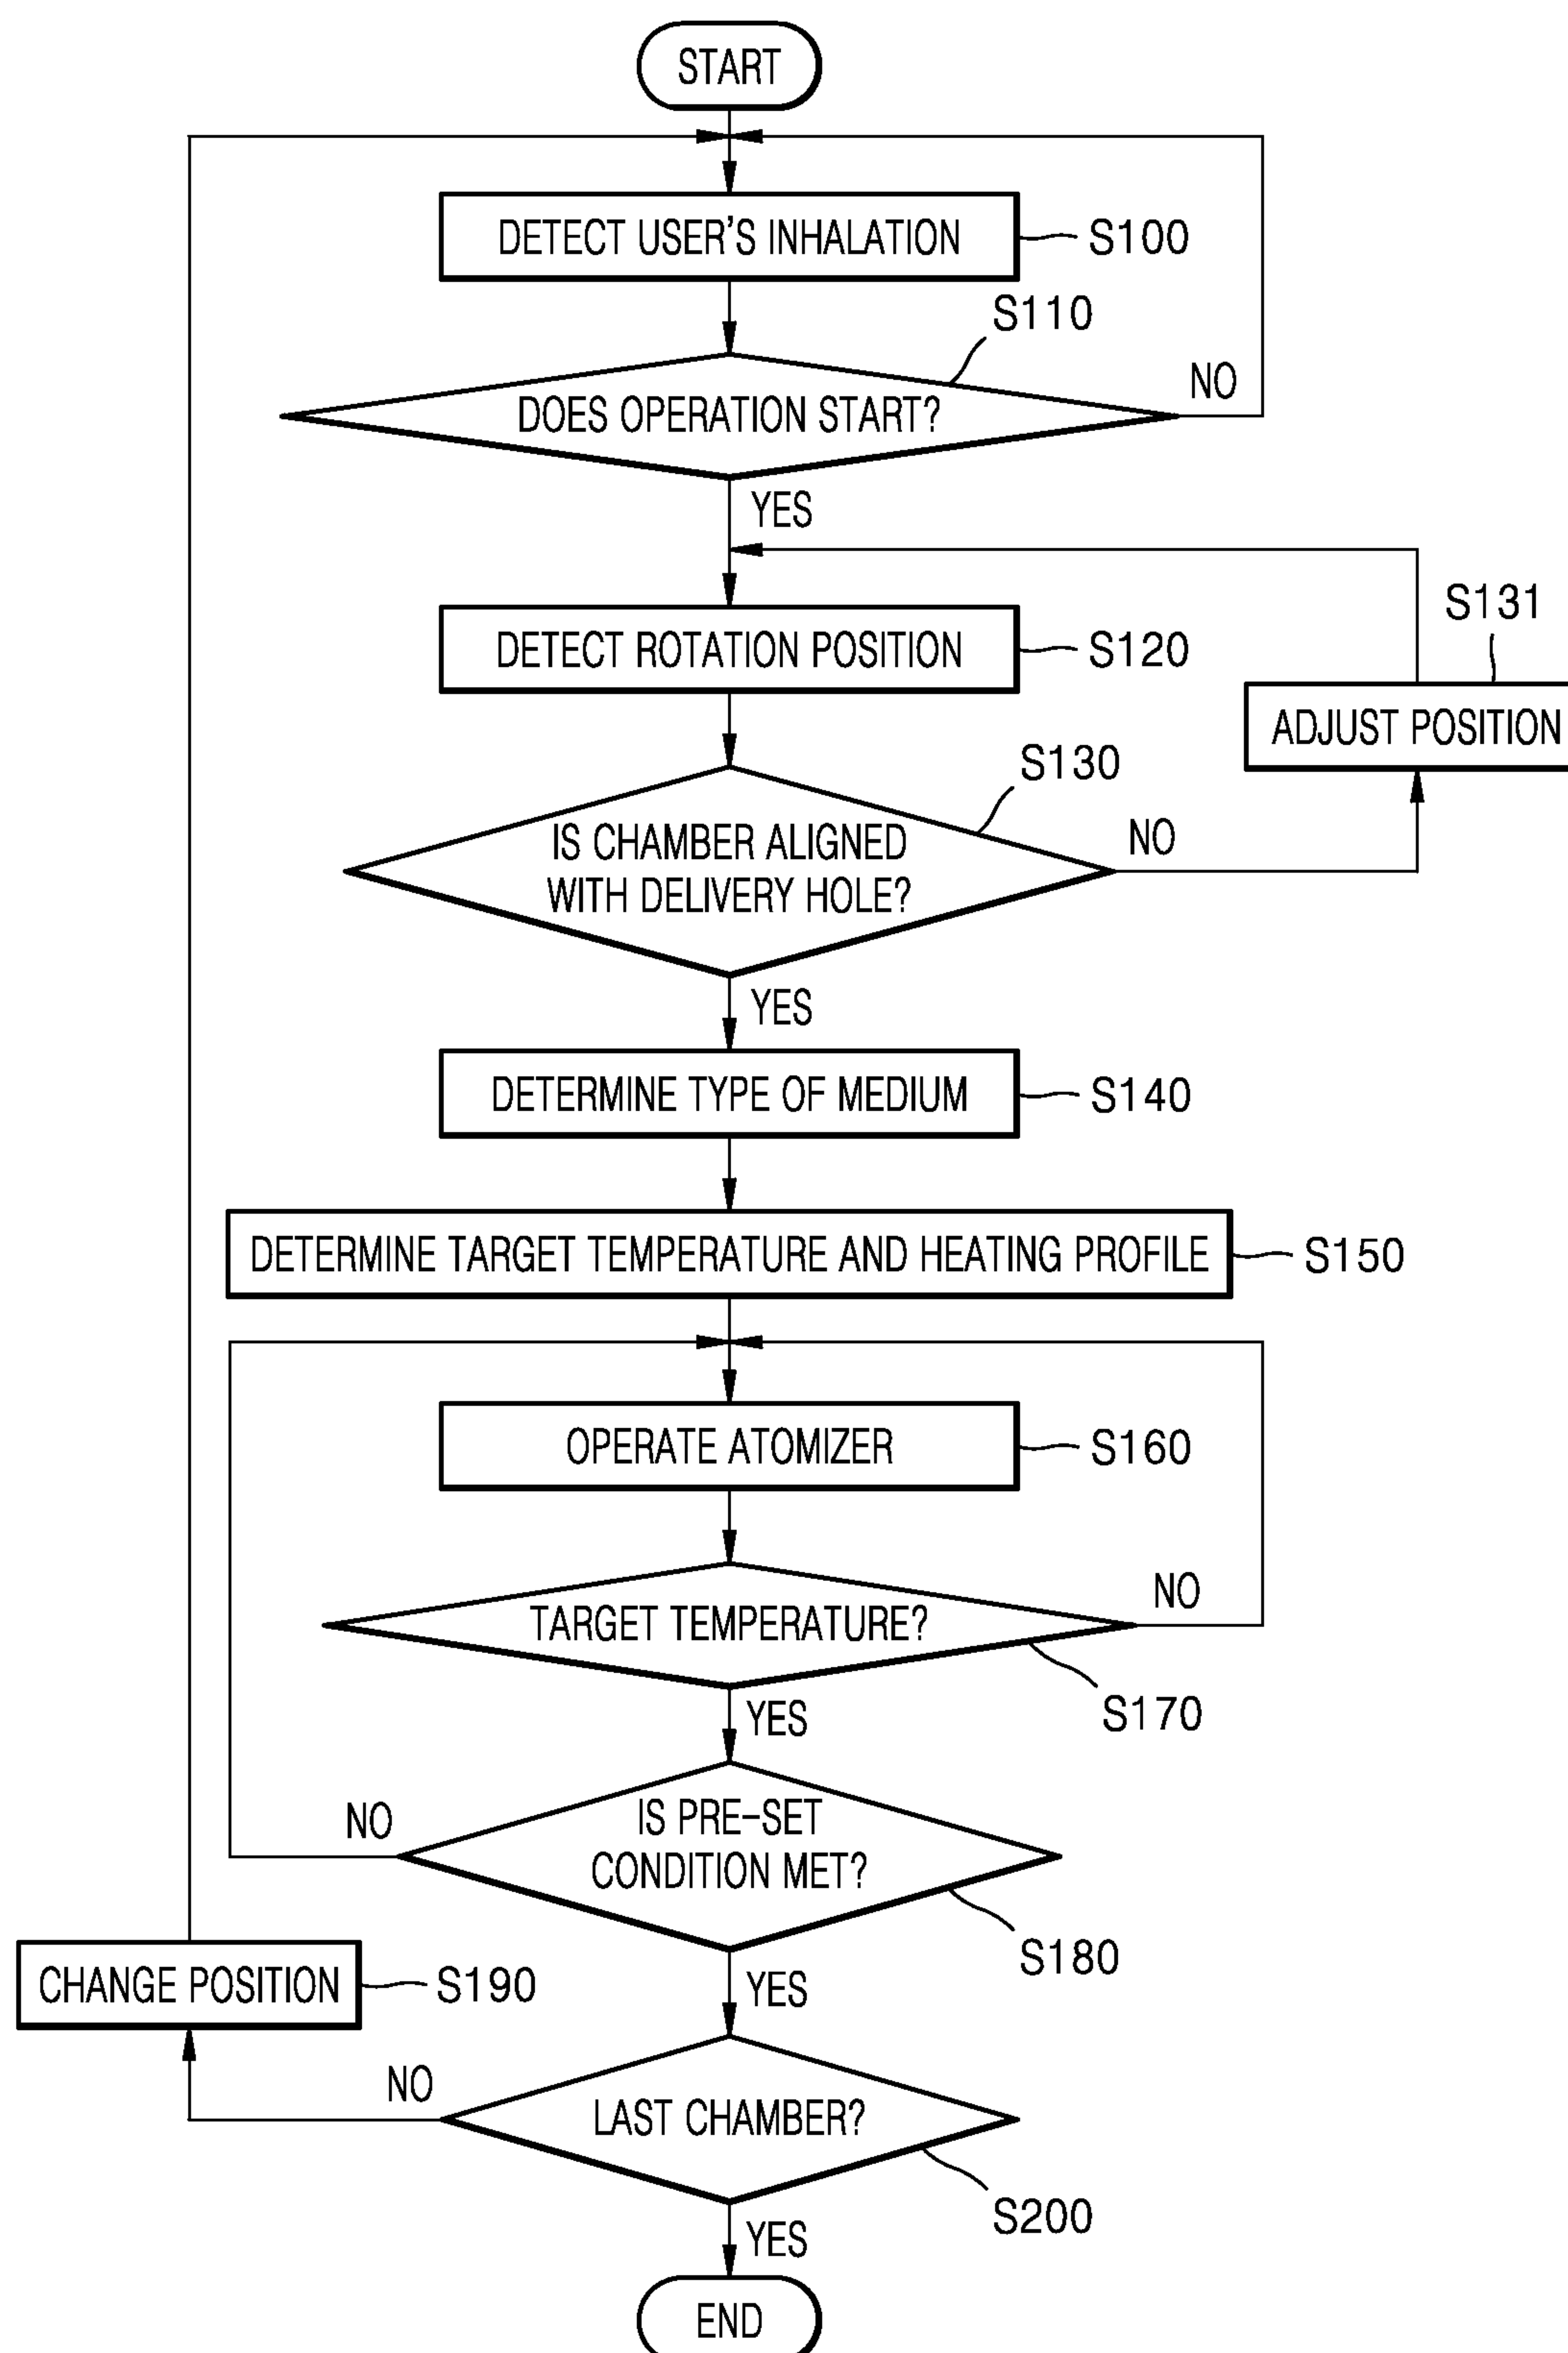 START
DETECT USER'S INHALATION
S100
S110
DOES OPERATION START?
NO
YES
DETECT ROTATION POSITION
S120
S131
ADJUST POSITION
S130
IS CHAMBER ALIGNED
WITH DELIVERY HOLE?
NO
YES
DETERMINE TYPE OF MEDIUM
S140
DETERMINE TARGET TEMPERATURE AND HEATING PROFILE
S150
OPERATE ATOMIZER
S160
TARGET TEMPERATURE?
NO
S170
YES
IS PRE-SET
CONDITION MET?
NO
S180
YES
CHANGE POSITION
S190
NO
LAST CHAMBER?
S200
YES
END